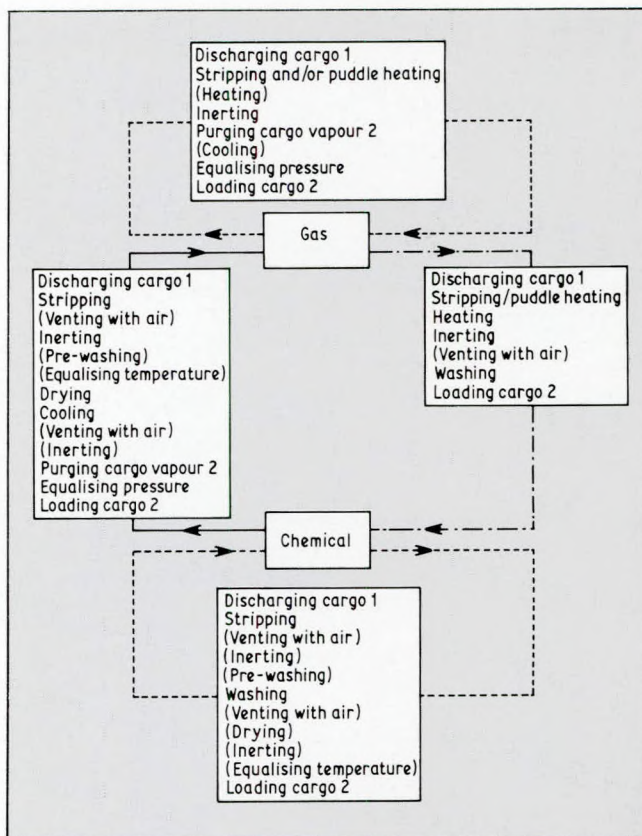 Discharging cargo 1
Stripping and/or puddle heating
(Heating)
Inerting
Purging cargo vapour 2
(Cooling)
Equalising pressure
Loading cargo 2
Gas
Discharging cargo 1
Stripping
(Venting with air)
Inerting
(Pre-washing)
(Equalising temperature)
Drying
Cooling
(Venting with air)
(Inerting)
Purging cargo vapour 2
Equalising pressure
Loading cargo 2
Discharging cargo 1
Stripping/puddle heating
Heating
Inerting
(Venting with air)
Washing
Loading cargo 2
Chemical
Discharging cargo 1
Stripping
(Venting with air)
(Inerting)
(Pre-washing)
Washing
(Venting with air)
(Drying)
(Inerting)
(Equalising temperature)
Loading cargo 2